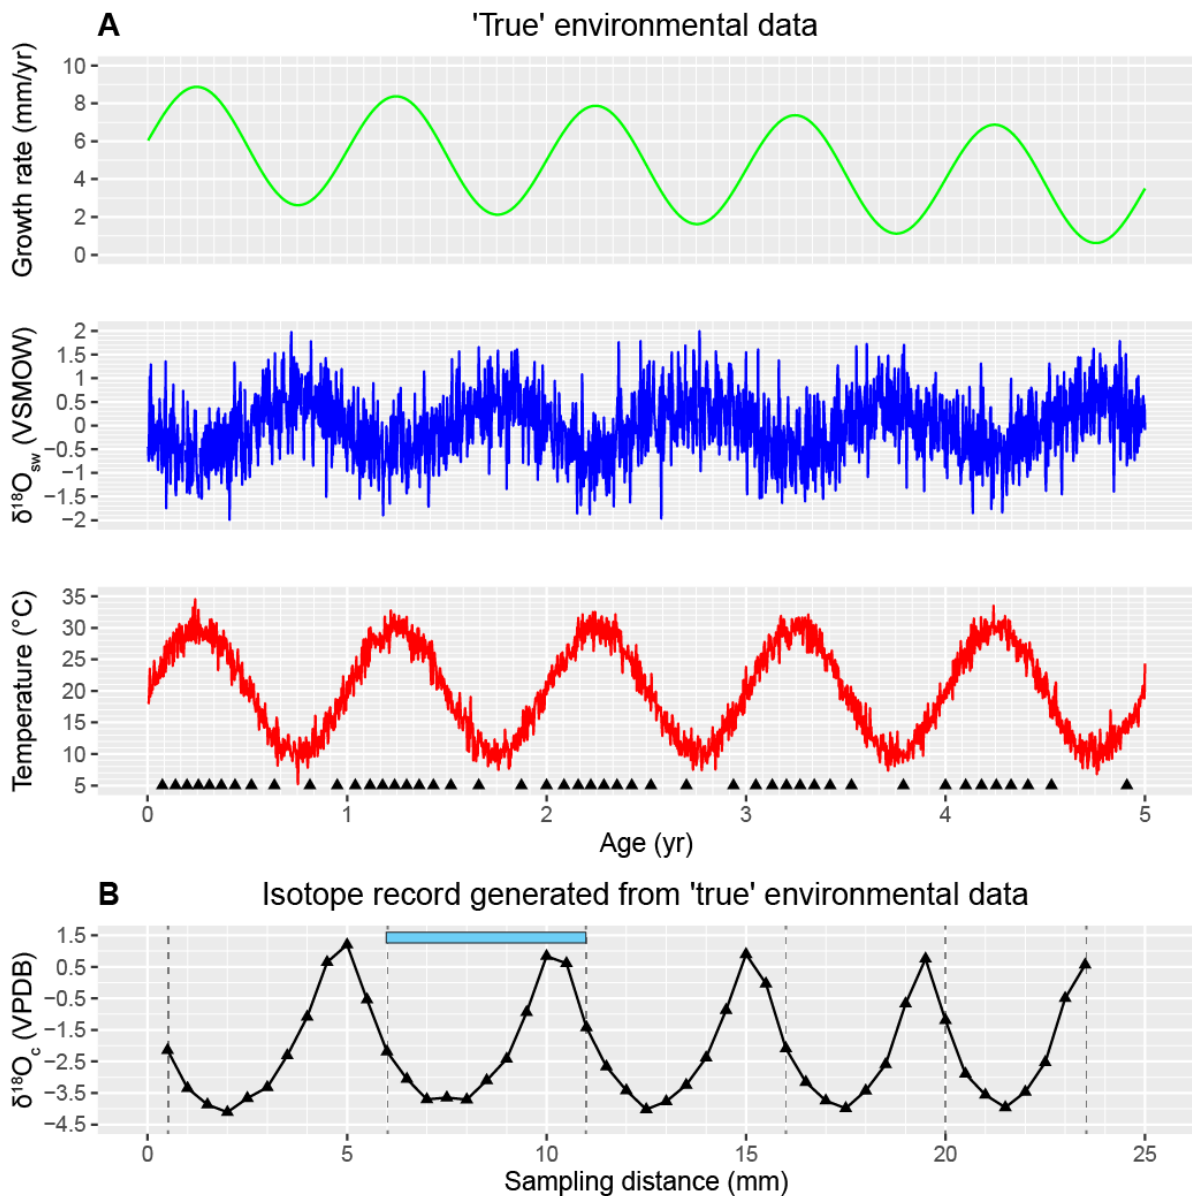 A 'True' environmental data
Growth rate (mm/yr)
10
8
6
4
2
0
δ¹⁸O_sw (VSMOW)
2
1.5
1
0.5
0
−0.5
−1
−1.5
−2
Temperature (°C)
35
30
25
20
15
10
5
0 1 2 3 4 5
Age (yr)
B Isotope record generated from 'true' environmental data
δ¹⁸O_c (VPDB)
1.5
0.5
−0.5
−1.5
−2.5
−3.5
−4.5
0 5 10 15 20 25
Sampling distance (mm)